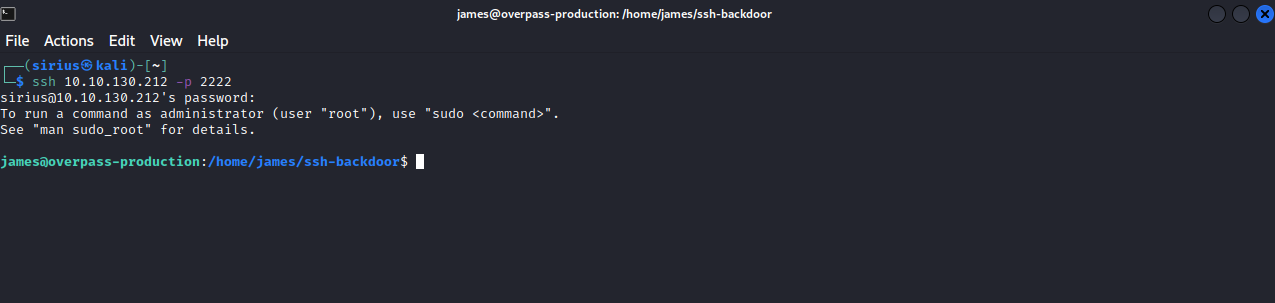 james@overpass-production: /home/james/ssh-backdoor
File Actions Edit View Help
┌──(sirius㉿kali)-[~]
└─$ ssh 10.10.130.212 -p 2222
sirius@10.10.130.212's password:
To run a command as administrator (user "root"), use "sudo <command>".
See "man sudo_root" for details.
james@overpass-production:/home/james/ssh-backdoor$